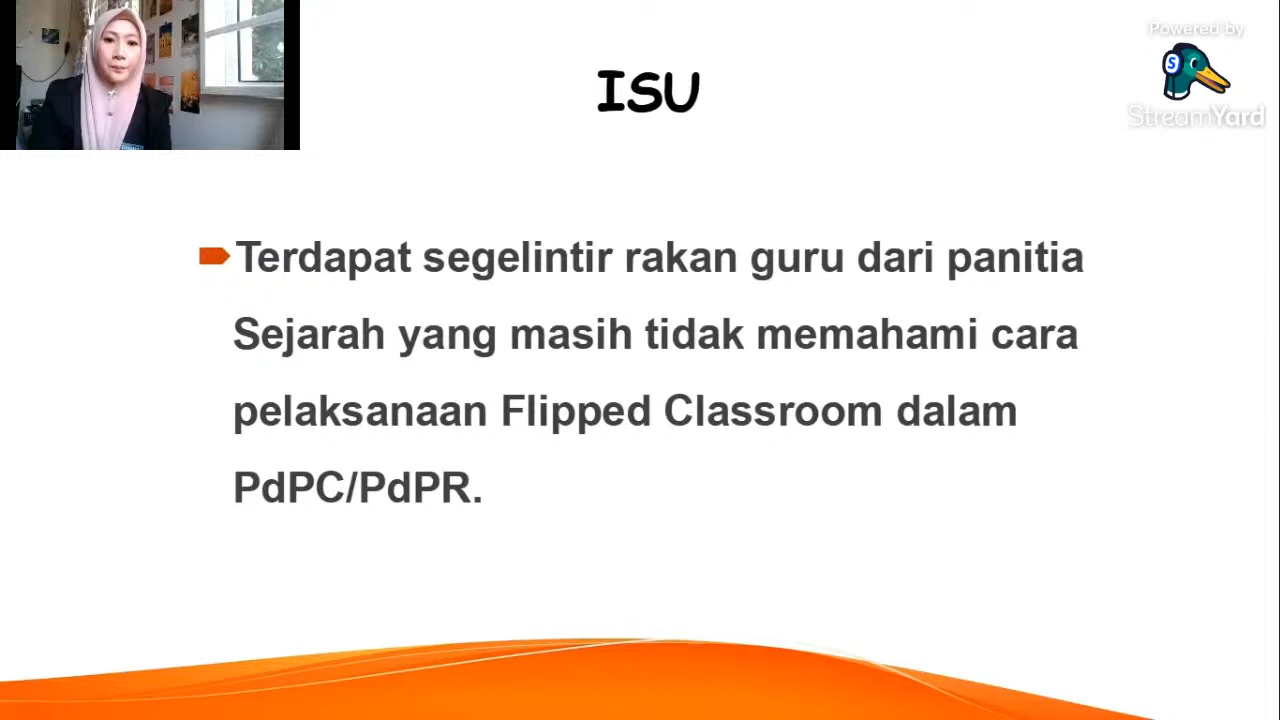 ISU
Powered by
StreamYard
Terdapat segelintir rakan guru dari panitia
Sejarah yang masih tidak memahami cara
pelaksanaan Flipped Classroom dalam
PdPC/PdPR.